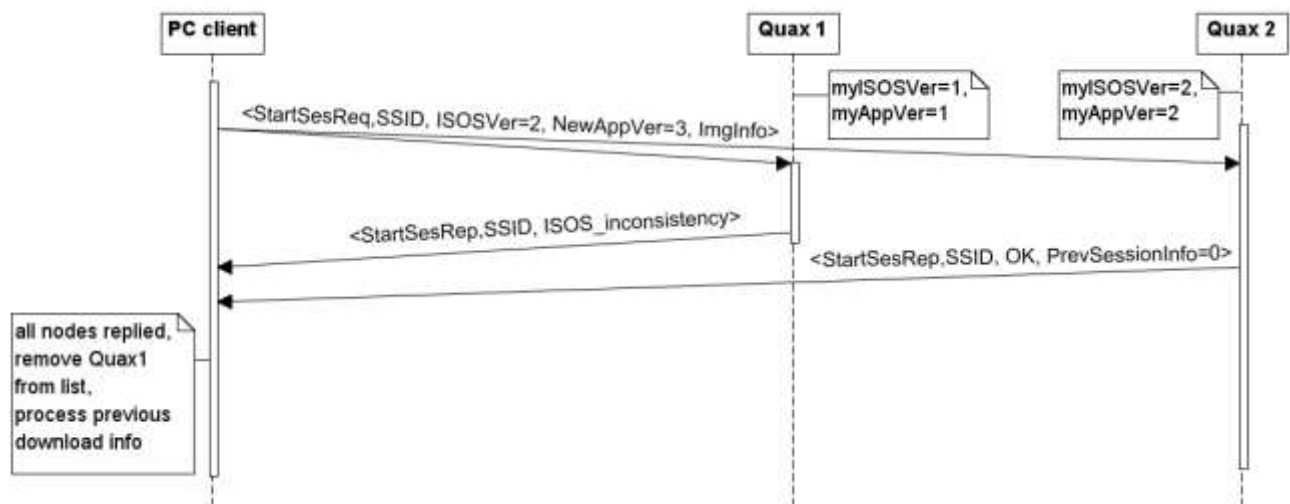 PC client
Quax 1
Quax 2
myISOSVer=1,
myAppVer=1
myISOSVer=2,
myAppVer=2
<StartSesReq,SSID, ISOSVer=2, NewAppVer=3, ImgInfo>
<StartSesRep,SSID, ISOS_inconsistency>
<StartSesRep,SSID, OK, PrevSessionInfo=0>
all nodes replied,
remove Quax1
from list,
process previous
download info